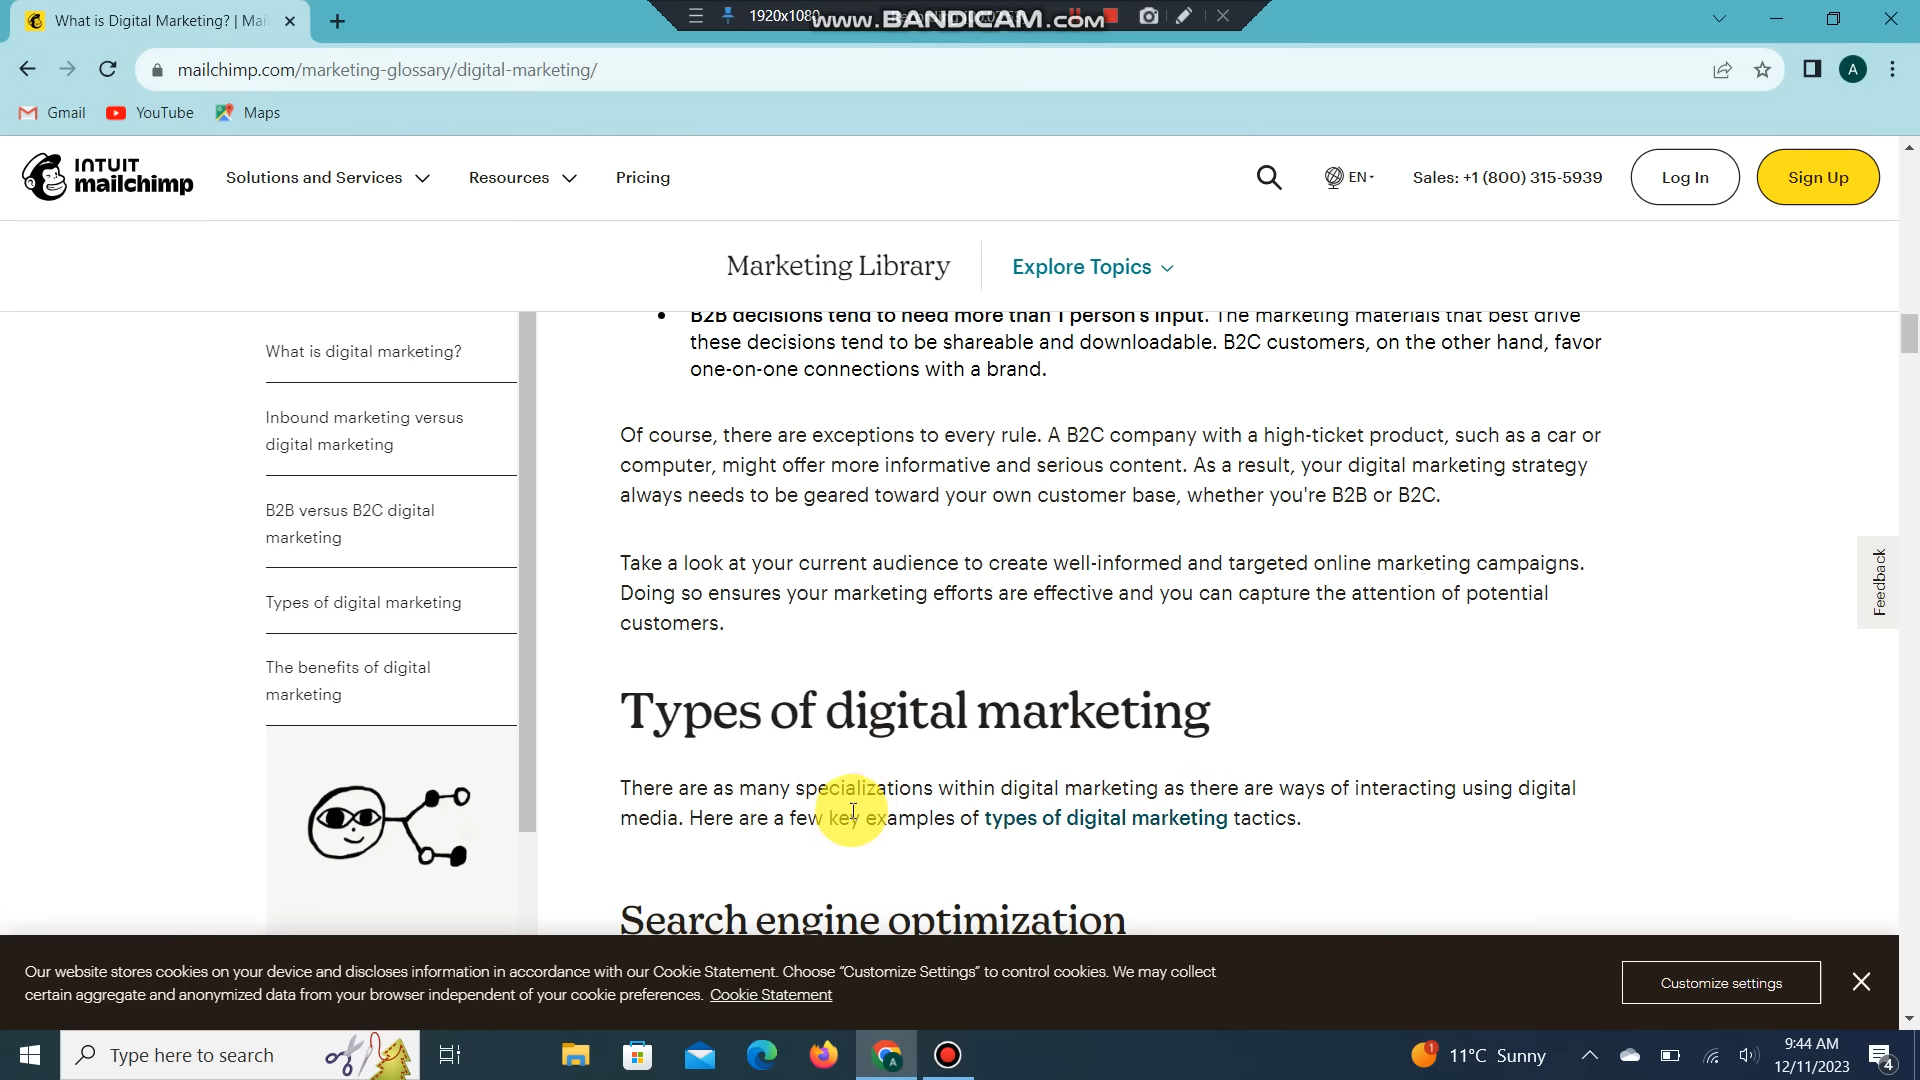 What is Digital Marketing? | Mai
1920x1080
www.BANDICAM.com
mailchimp.com/marketing-glossary/digital-marketing/
A
Gmail
YouTube
Maps
INTUIT
mailchimp
Solutions and Services
Resources
Pricing
EN
Sales: +1 (800) 315-5939
Log In
Sign Up
Marketing Library
Explore Topics
What is digital marketing?
Inbound marketing versus
digital marketing
B2B versus B2C digital
marketing
Types of digital marketing
The benefits of digital
marketing
• B2B decisions tend to need more than 1 person's input. The marketing materials that best drive
these decisions tend to be shareable and downloadable. B2C customers, on the other hand, favor
one-on-one connections with a brand.
Of course, there are exceptions to every rule. A B2C company with a high-ticket product, such as a car or
computer, might offer more informative and serious content. As a result, your digital marketing strategy
always needs to be geared toward your own customer base, whether you're B2B or B2C.
Take a look at your current audience to create well-informed and targeted online marketing campaigns.
Doing so ensures your marketing efforts are effective and you can capture the attention of potential
customers.
Types of digital marketing
There are as many specializations within digital marketing as there are ways of interacting using digital
media. Here are a few key examples of types of digital marketing tactics.
Search engine optimization
Feedback
Our website stores cookies on your device and discloses information in accordance with our Cookie Statement. Choose "Customize Settings" to control cookies. We may collect
certain aggregate and anonymized data from your browser independent of your cookie preferences. Cookie Statement
Customize settings
Type here to search
A
1
11°C Sunny
9:44 AM
12/11/2023
4